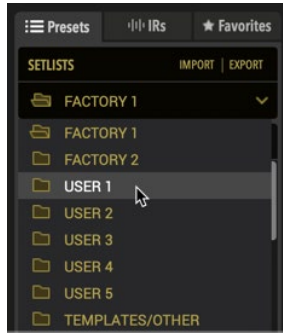 Presets IRs ★ Favorites
SETLISTS IMPORT | EXPORT
FACTORY 1
FACTORY 1
FACTORY 2
USER 1
USER 2
USER 3
USER 4
USER 5
TEMPLATES/OTHER